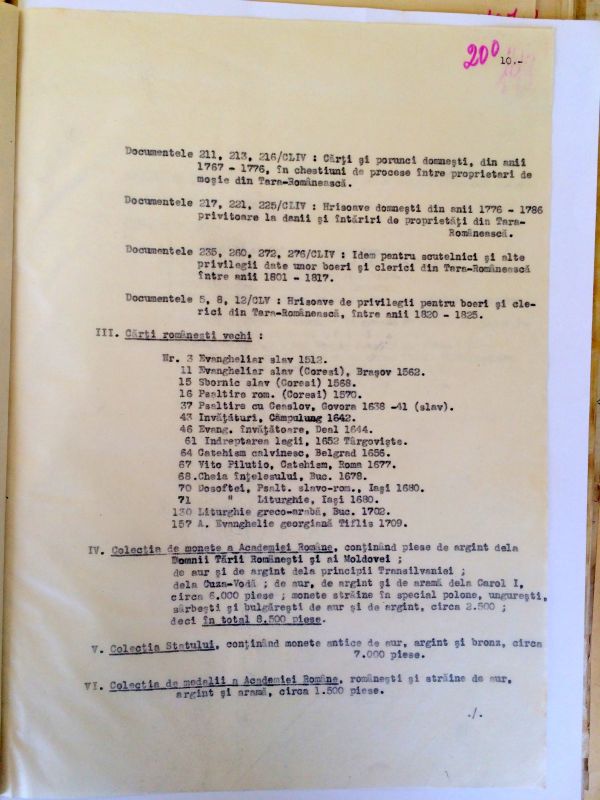 200
10.-
Documentele 211, 213, 216/CLIV : Cărţi şi porunci domneşti, din anii
1767 - 1776, în chestiuni de procese între proprietari de
moşie din Tara-Românească.
Documentele 217, 221, 225/CLIV : Hrisoave domneşti din anii 1776 - 1786
privitoare la danii şi întăriri de proprietăţi din Tara-
Românească.
Documentele 235, 260, 272, 276/CLIV : Idem pentru scutelnici şi alte
privilegii date unor boeri şi clerici din Tara-Românească
între anii 1801 - 1817.
Documentele 5, 8, 12/CLV : Hrisoave de privilegii pentru boeri şi cle-
rici din Tara-Românească, între anii 1820 - 1825.
III. Cărţi româneşti vechi :
Nr. 3 Evangheliar slav 1512.
11 Evangheliar slav (Coresi), Braşov 1562.
15 Sbornic slav (Coresi) 1568.
16 Psaltire rom. (Coresi) 1570.
37 Psaltire cu Ceaslov, Govora 1638 -41 (slav).
43 Invăţături, Câmpulung 1642.
46 Evang. învăţătoare, Deal 1644.
61 Indreptarea legii, 1652 Târgovişte.
64 Catehism calvinesc, Belgrad 1656.
67 Vito Pilutio, Catehism, Roma 1677.
68.Cheia înţelesului, Buc. 1678.
70 Dosoftei, Psalt. slavo-rom., Iaşi 1680.
71 " Liturghie, Iaşi 1680.
130 Liturghie greco-arabă, Buc. 1702.
157 A. Evanghelie georgiană Tiflis 1709.
IV. Colecţia de monete a Academiei Române, conţinând piese de argint dela
Domnii Tării Româneşti şi ai Moldovei ;
de aur şi de argint dela principii Transilvaniei ;
dela Cuza-Vodă ; de aur, de argint şi de aramă dela Carol I,
circa 6.000 piese ; monete străine în special polone, ungureşti,
sârbeşti şi bulgăreşti de aur şi de argint, circa 2.500 ;
deci în total 8.500 piese.
V. Colecţia Statului, conţinând monete antice de aur, argint şi bronz, circa
7.000 piese.
VI. Colecţia de medalii a Academiei Române, româneşti şi străine de aur,
argint şi aramă, circa 1.500 piese.
./.